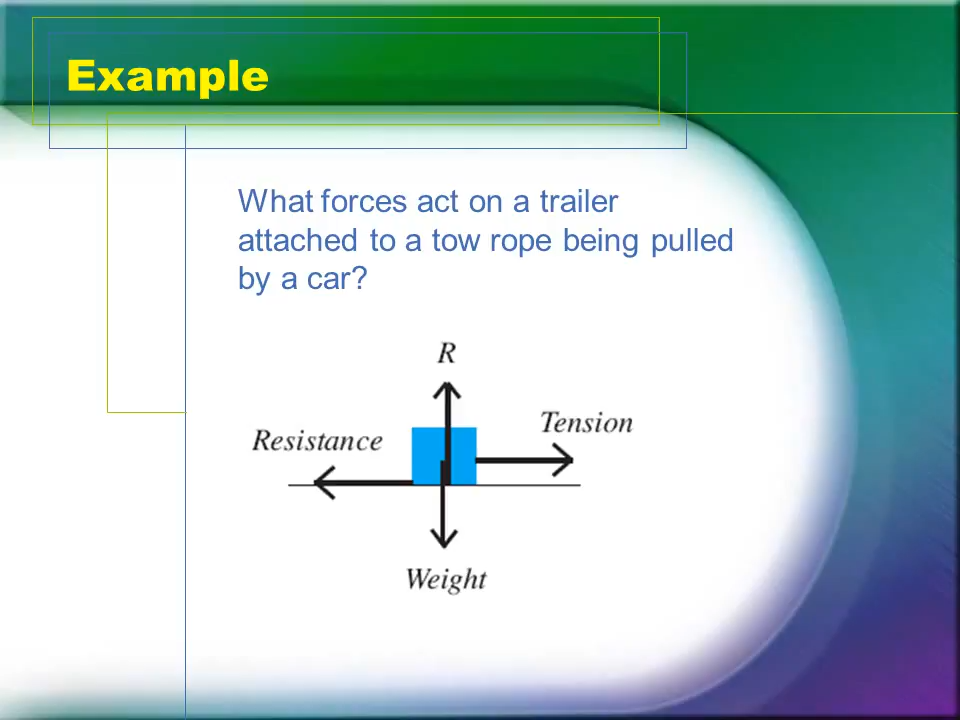 Example
What forces act on a trailer
attached to a tow rope being pulled
by a car?
R
Tension
Resistance
Weight